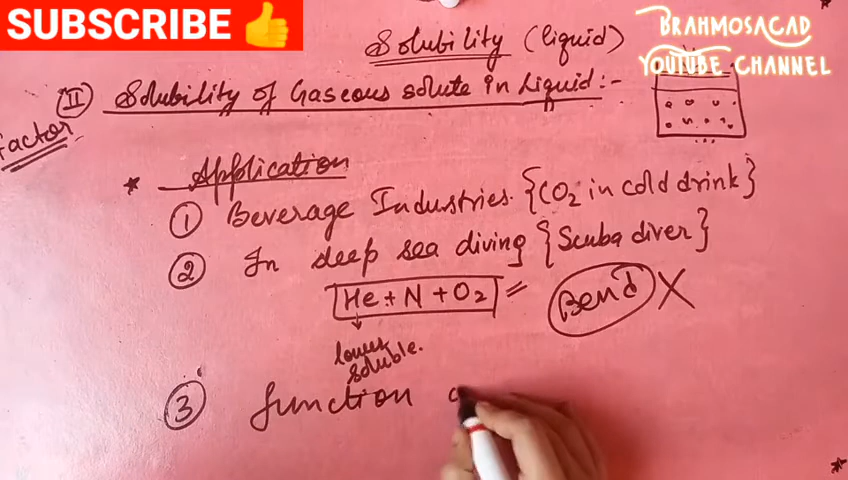 SUBSCRIBE
BRAHMOSACAD
YOUTUBE CHANNEL
Solubility (liquid)
II Solubility of Gaseous solute in Liquid:-
Factor
* Application
1 Beverage Industries {CO2 in cold drink}
2 In deep sea diving {Scuba diver}
He + N + O2 = Bend X
lower
soluble.
3 function
*